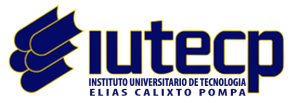 iutecp
INSTITUTO UNIVERSITARIO DE TECNOLOGIA
ELIAS CALIXTO POMPA